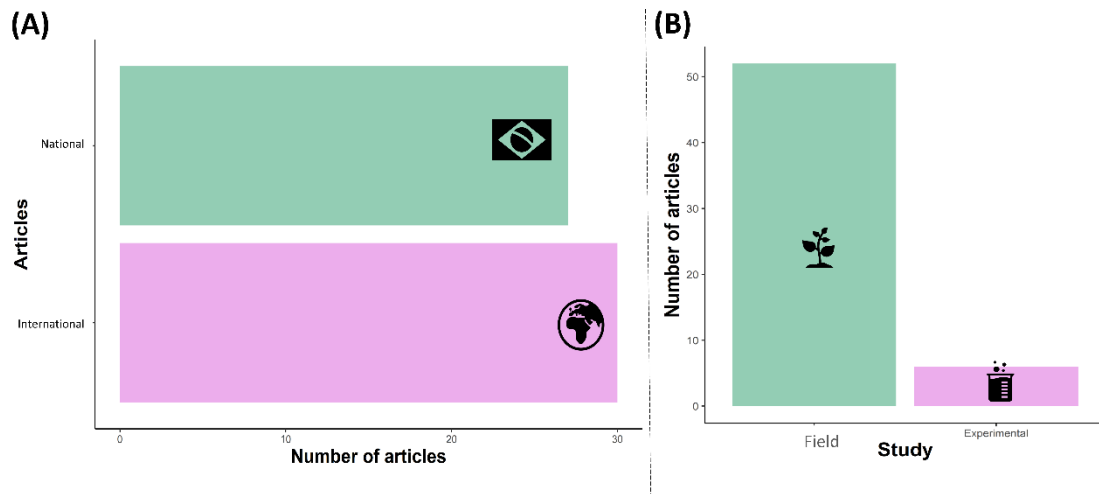 (A)
Articles
National
International
0 10 20 30
Number of articles
(B)
Number of articles
50
40
30
20
10
0
Field
Experimental
Study